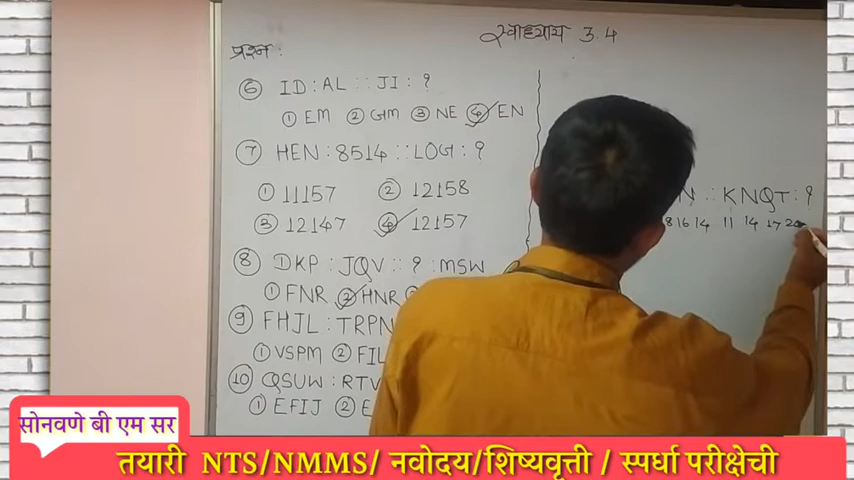 स्वाध्याय 3.4
प्रश्न :
⑥ ID : AL :: JI : ?
① EM ② GM ③ NE ④ EN
⑦ HEN : 8514 :: LOG : ?
① 11157 ② 12158
③ 12147 ④ 12157
⑧ DKP : JQV :: ? : MSW
① FNR ② HNR
⑨ FHJL : TRPN
① VSPM ② FIL
⑩ QSUW : RTV
① EFIJ ② E
N :: KNQT : ?
18 16 14 11 14 17 20
सोनवणे बी एम सर
तयारी NTS/NMMS/ नवोदय/शिष्यवृत्ती / स्पर्धा परीक्षेची